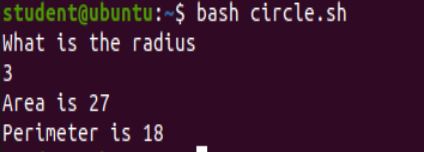 student@ubuntu:~$ bash circle.sh
What is the radius
3
Area is 27
Perimeter is 18